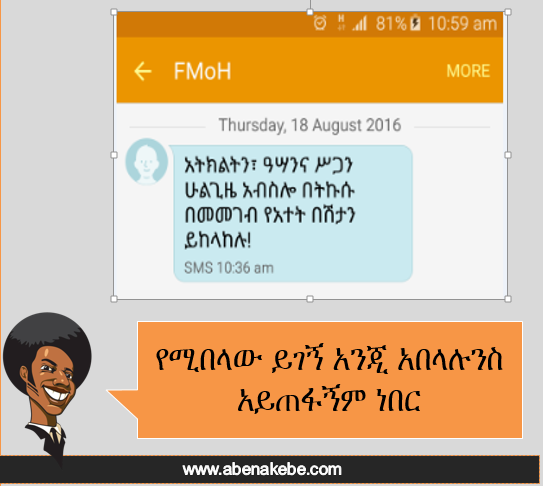 81% 10:59 am
FMoH MORE
Thursday, 18 August 2016
አትክልትን፣ ዓሣንና ሥጋን
ሁልጊዜ አብስሎ በትኩሱ
በመመገብ የአተት በሽታን
ይከላከሉ!
SMS 10:36 am
የሚበላው ይገኝ እንጂ አበላሉንስ
አይጠፋኝም ነበር
www.abenakebe.com